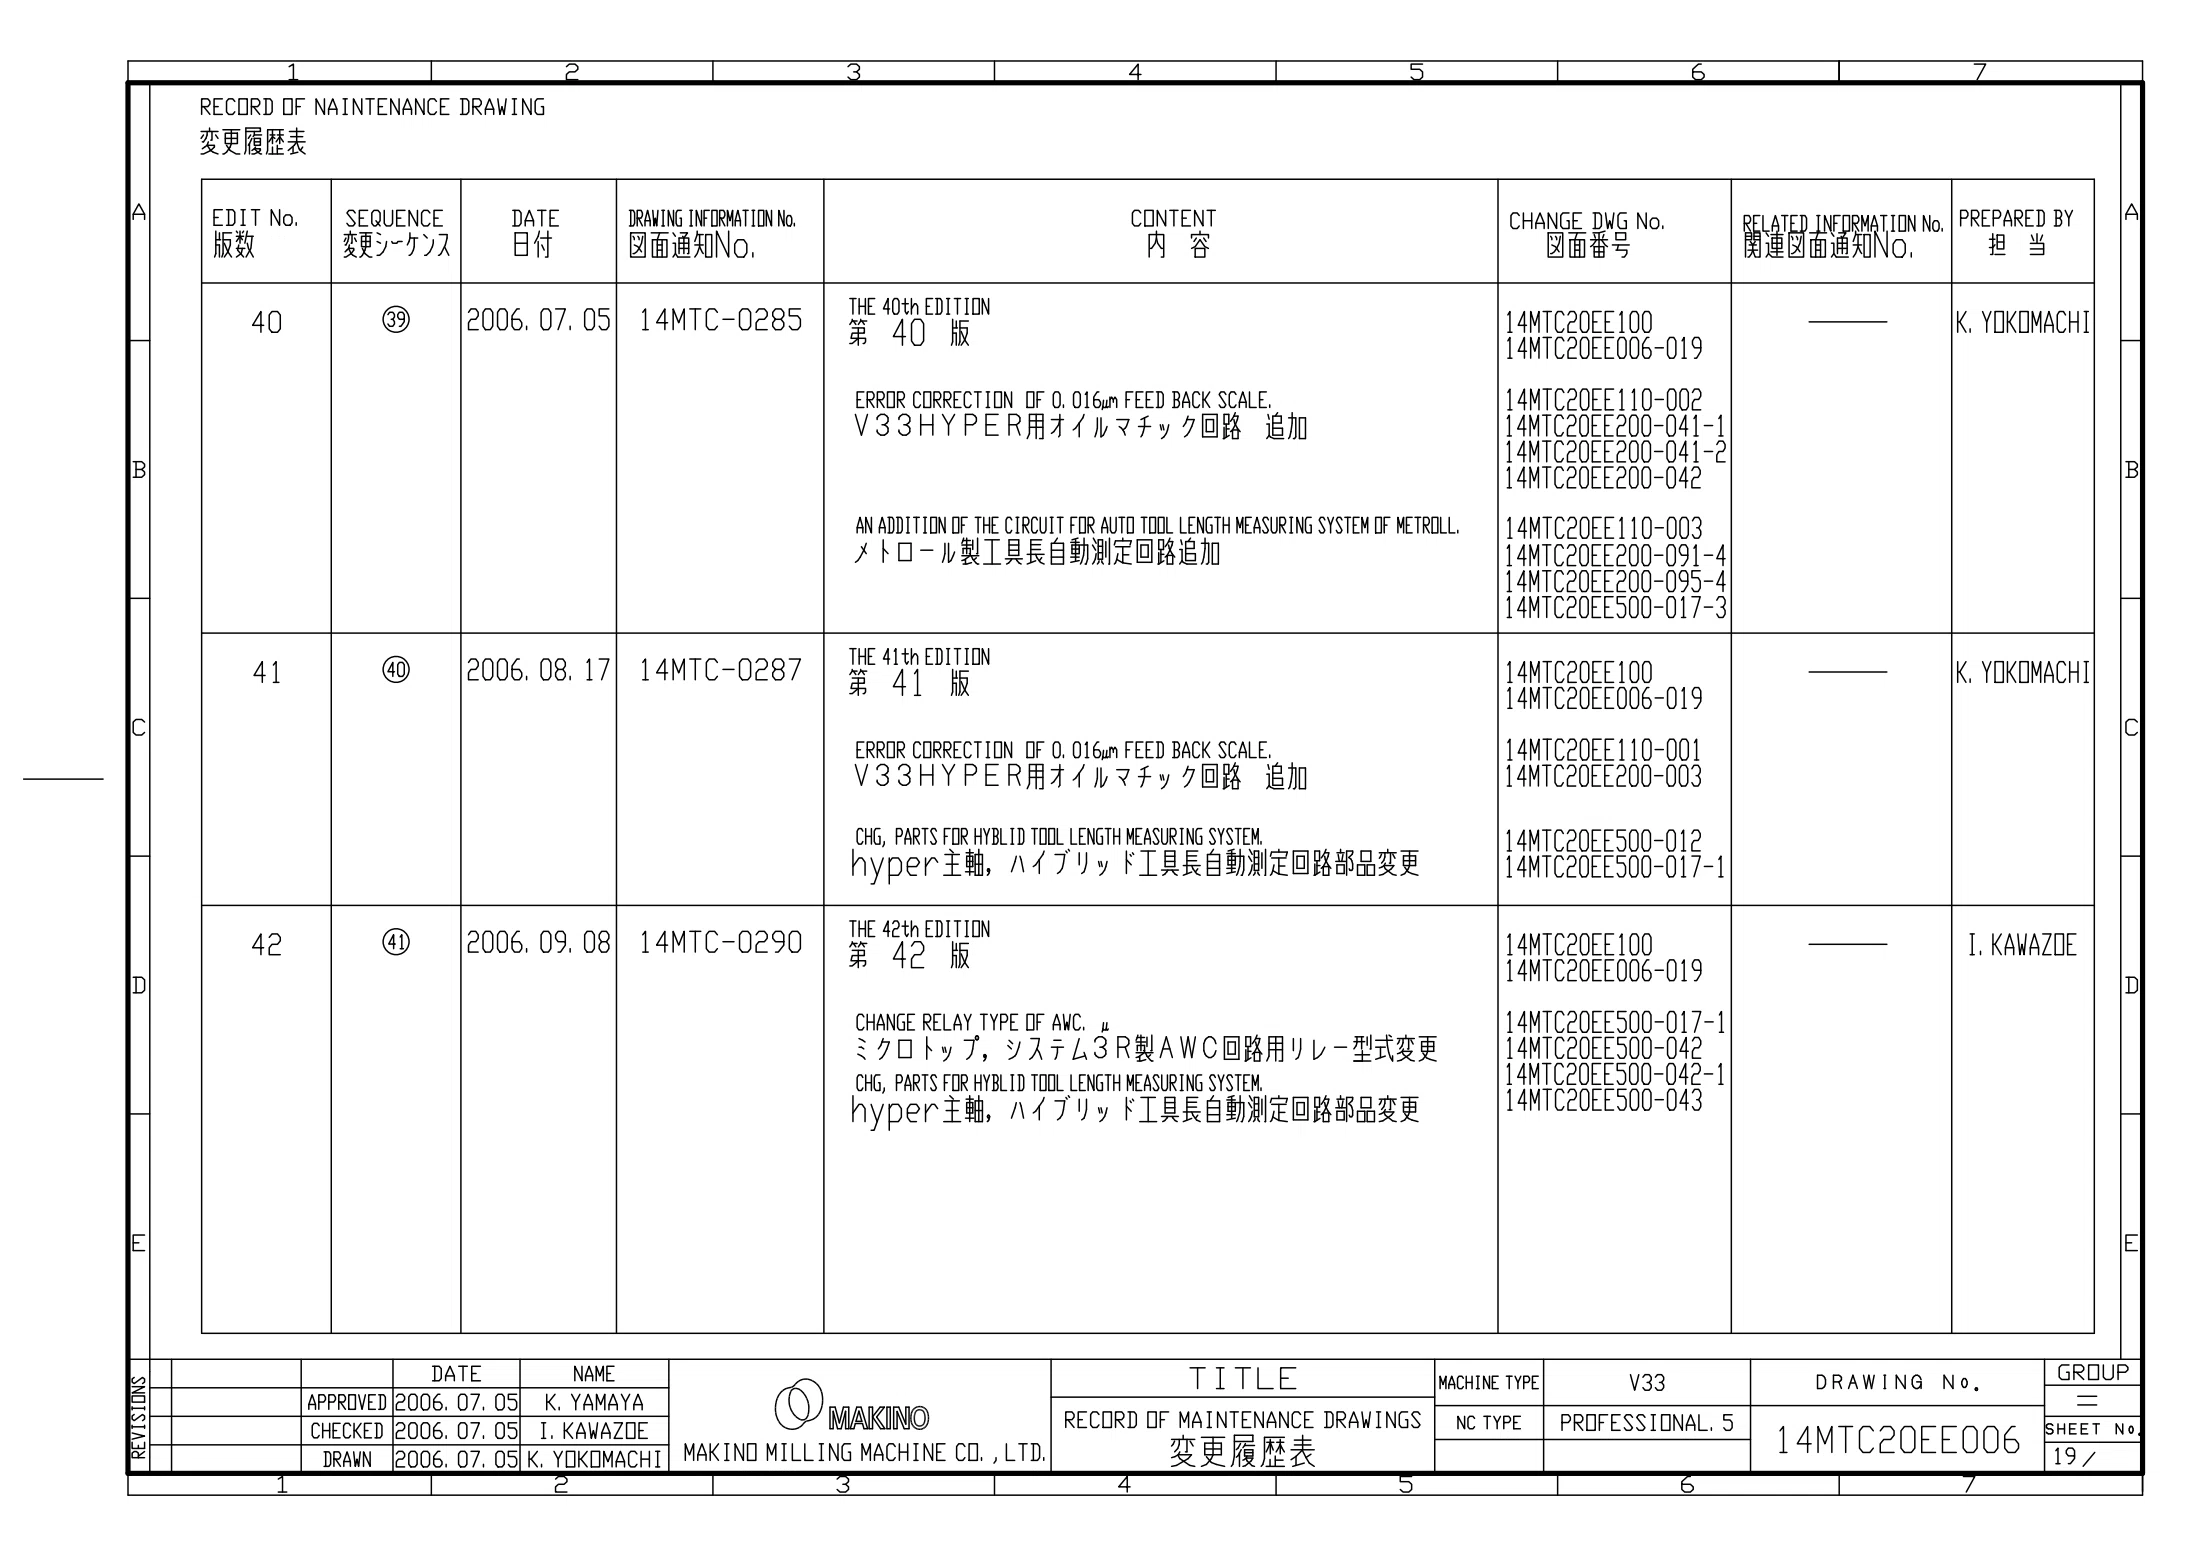 1 2 3 4 5 6 7
RECORD OF NAINTENANCE DRAWING
変更履歴表
EDIT No. SEQUENCE DATE DRAWING INFORMATION No. CONTENT CHANGE DWG No. RELATED INFORMATION No. PREPARED BY
版数 変更シーケンス 日付 図面通知No. 内 容 図面番号 関連図面通知No. 担 当
A A
40 ㊴ 2006. 07. 05 14MTC-0285 THE 40th EDITION 14MTC20EE100 K. YOKOMACHI
第 40 版 14MTC20EE006-019
ERROR CORRECTION OF 0. 016μm FEED BACK SCALE. 14MTC20EE110-002
V33HYPER用オイルマチック回路 追加 14MTC20EE200-041-1
14MTC20EE200-041-2
B 14MTC20EE200-042 B
AN ADDITION OF THE CIRCUIT FOR AUTO TOOL LENGTH MEASURING SYSTEM OF METROLL. 14MTC20EE110-003
メトロール製工具長自動測定回路追加 14MTC20EE200-091-4
14MTC20EE200-095-4
14MTC20EE500-017-3
41 ㊵ 2006. 08. 17 14MTC-0287 THE 41th EDITION 14MTC20EE100 K. YOKOMACHI
第 41 版 14MTC20EE006-019
C C
ERROR CORRECTION OF 0. 016μm FEED BACK SCALE. 14MTC20EE110-001
V33HYPER用オイルマチック回路 追加 14MTC20EE200-003
CHG, PARTS FOR HYBLID TOOL LENGTH MEASURING SYSTEM. 14MTC20EE500-012
hyper主軸，ハイブリッド工具長自動測定回路部品変更 14MTC20EE500-017-1
42 ㊶ 2006. 09. 08 14MTC-0290 THE 42th EDITION 14MTC20EE100 I. KAWAZOE
第 42 版 14MTC20EE006-019
D D
CHANGE RELAY TYPE OF AWC. μ 14MTC20EE500-017-1
ミクロトップ，システム3R製AWC回路用リレー型式変更 14MTC20EE500-042
CHG, PARTS FOR HYBLID TOOL LENGTH MEASURING SYSTEM. 14MTC20EE500-042-1
hyper主軸，ハイブリッド工具長自動測定回路部品変更 14MTC20EE500-043
E E
REVISIONS
DATE NAME
APPROVED 2006. 07. 05 K. YAMAYA
CHECKED 2006. 07. 05 I. KAWAZOE
DRAWN 2006. 07. 05 K. YOKOMACHI
MAKINO
MAKINO MILLING MACHINE CO. , LTD.
TITLE
RECORD OF MAINTENANCE DRAWINGS
変更履歴表
MACHINE TYPE V33
NC TYPE PROFESSIONAL. 5
DRAWING No.
14MTC20EE006
GROUP
=
SHEET No.
19/
1 2 3 4 5 6 7